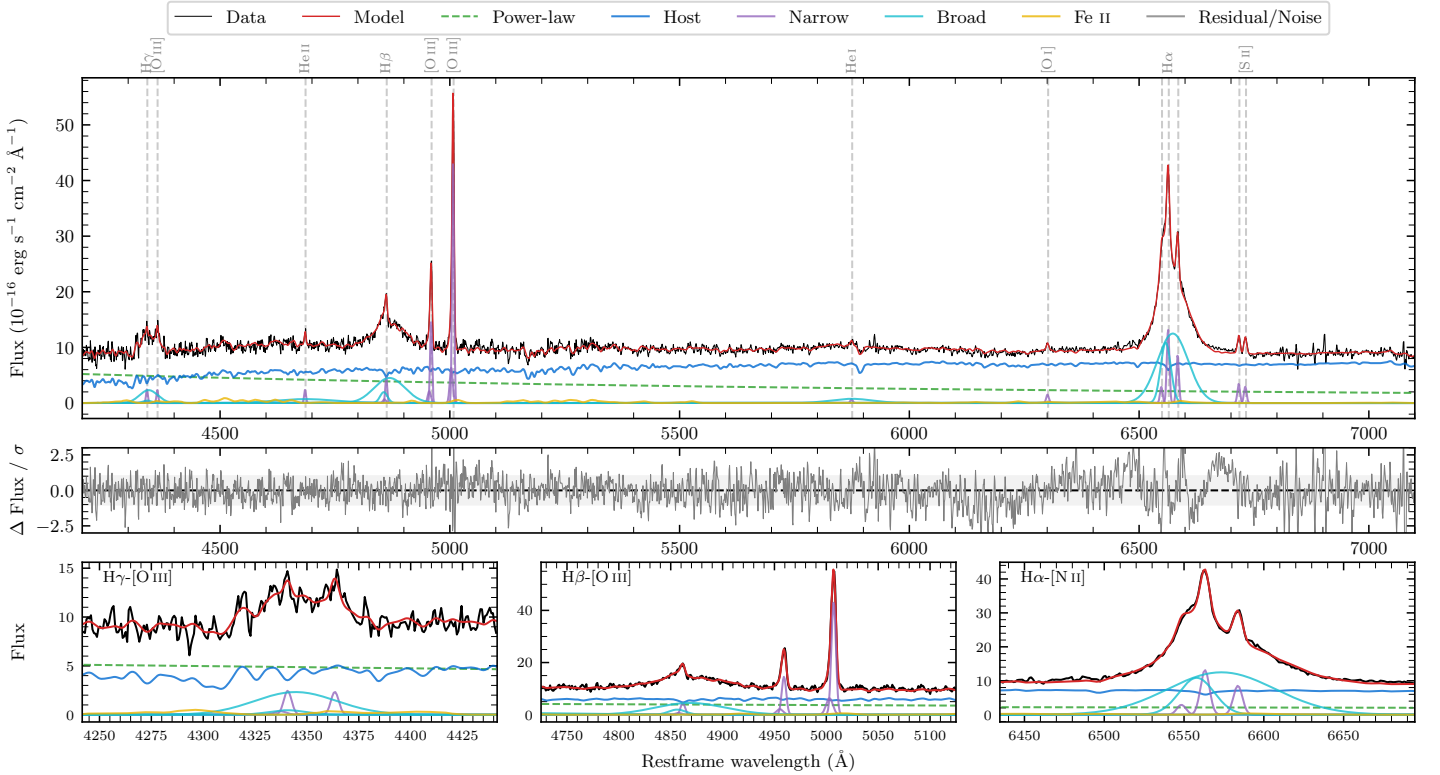 Data Model Power-law Host Narrow Broad Fe II Residual/Noise
Hγ [O III] He II Hβ [O III] [O III] He I [O I] Hα [S II]
Flux (10⁻¹⁶ erg s⁻¹ cm⁻² Å⁻¹)
50
40
30
20
10
0
4500 5000 5500 6000 6500 7000
Δ Flux / σ
2.5
0.0
−2.5
4500 5000 5500 6000 6500 7000
Flux
Hγ-[O III]
15
10
5
0
4250 4275 4300 4325 4350 4375 4400 4425
Hβ-[O III]
40
20
0
4750 4800 4850 4900 4950 5000 5050 5100
Hα-[N II]
40
30
20
10
0
6450 6500 6550 6600 6650
Restframe wavelength (Å)